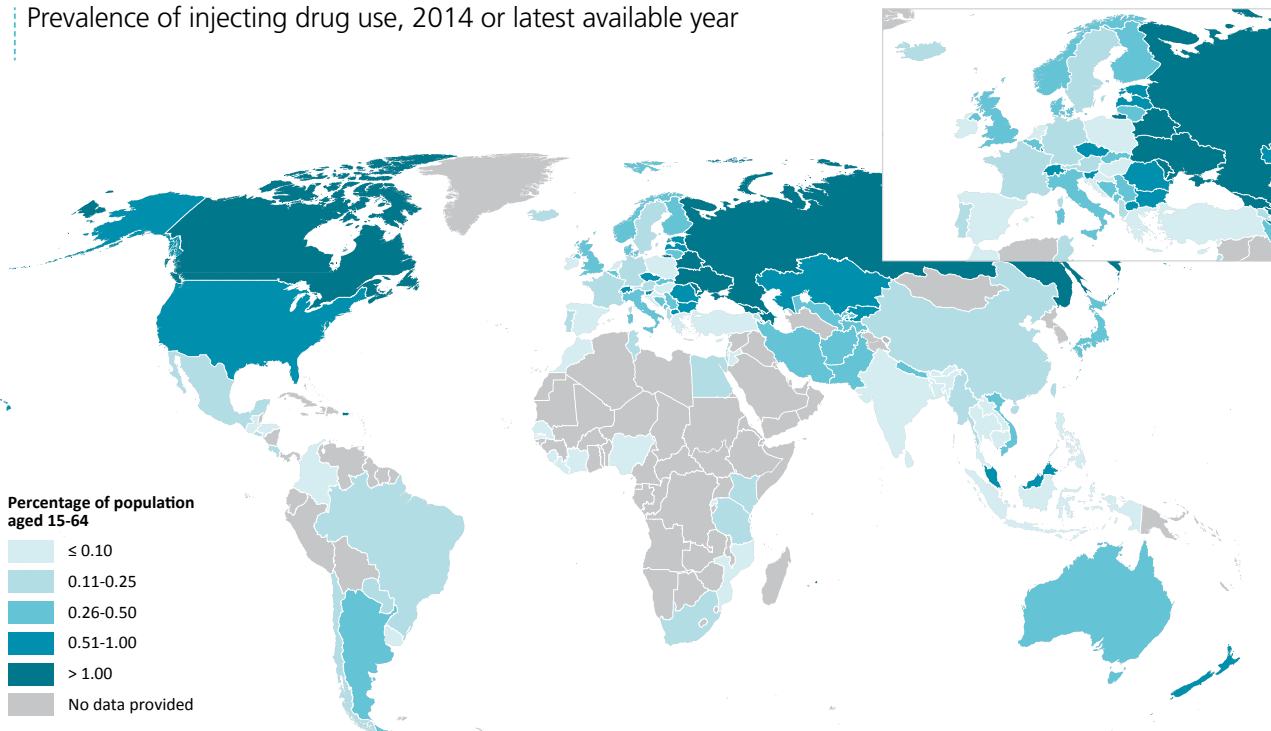 Prevalence of injecting drug use, 2014 or latest available year
Percentage of population
aged 15-64
≤ 0.10
0.11-0.25
0.26-0.50
0.51-1.00
> 1.00
No data provided